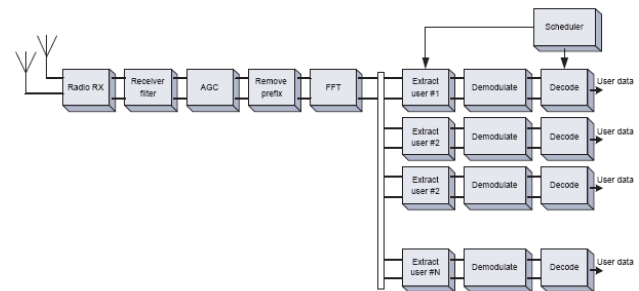 Scheduler
Radio RX
Receiver
filter
AGC
Remove
prefix
FFT
Extract
user #1
Demodulate
Decode
User data
Extract
user #2
Demodulate
Decode
User data
Extract
user #2
Demodulate
Decode
User data
Extract
user #N
Demodulate
Decode
User data